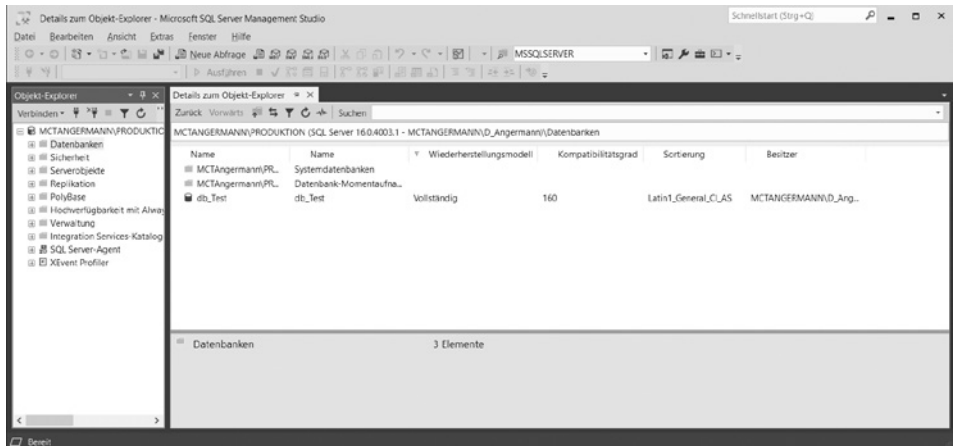 Details zum Objekt-Explorer - Microsoft SQL Server Management Studio
Schnellstart (Strg+Q)
Datei Bearbeiten Ansicht Extras Fenster Hilfe
Neue Abfrage MSSQLSERVER
Ausführen
Objekt-Explorer
Verbinden
MCTANGERMANN\PRODUKTIO
Datenbanken
Sicherheit
Serverobjekte
Replikation
PolyBase
Hochverfügbarkeit mit Alway
Verwaltung
Integration Services-Katalog
SQL Server-Agent
XEvent Profiler
Details zum Objekt-Explorer
Zurück Vorwärts Suchen
MCTANGERMANN\PRODUKTION (SQL Server 16.0.4003.1 - MCTANGERMANN\D_Angermann)\Datenbanken
Name Name Wiederherstellungsmodell Kompatibilitätsgrad Sortierung Besitzer
MCTAngermann\PR... Systemdatenbanken
MCTAngermann\PR... Datenbank-Momentaufna...
db_Test db_Test Vollständig 160 Latin1_General_CI_AS MCTANGERMANN\D_Ang...
Datenbanken 3 Elemente
Bereit